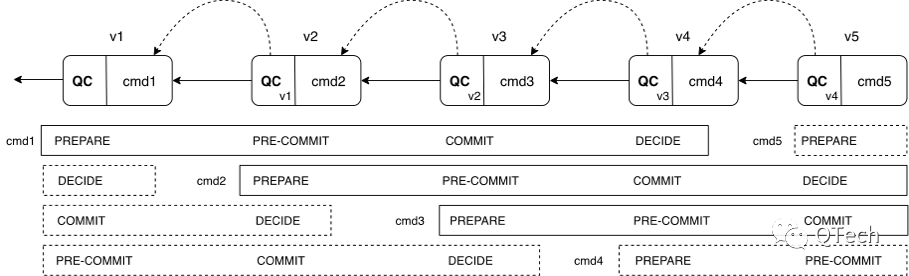 v1 v2 v3 v4 v5
QC cmd1 QC v1 cmd2 QC v2 cmd3 QC v3 cmd4 QC v4 cmd5
cmd1 PREPARE PRE-COMMIT COMMIT DECIDE cmd5 PREPARE
DECIDE cmd2 PREPARE PRE-COMMIT COMMIT DECIDE
COMMIT DECIDE cmd3 PREPARE PRE-COMMIT COMMIT
PRE-COMMIT COMMIT DECIDE cmd4 PREPARE PRE-COMMIT
QTech